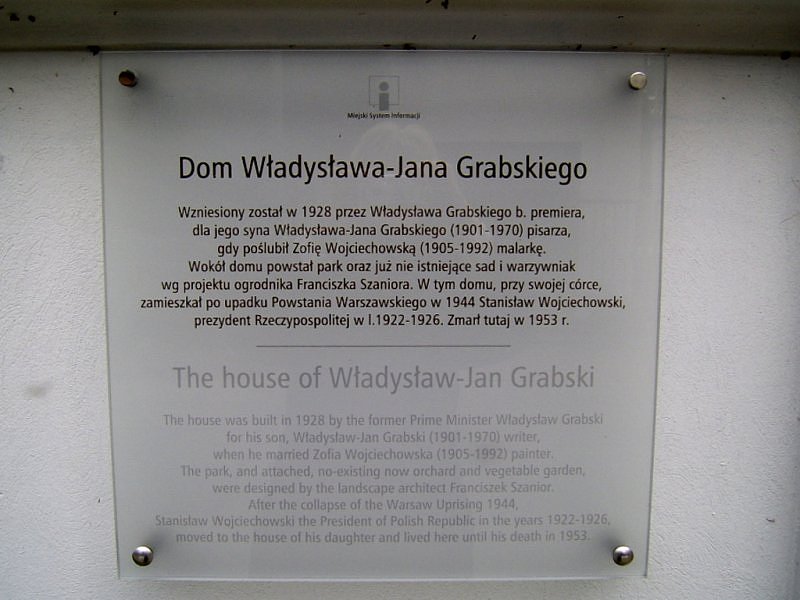 Miejski System Informacji
Dom Władysława-Jana Grabskiego
Wzniesiony został w 1928 przez Władysława Grabskiego b. premiera,
dla jego syna Władysława-Jana Grabskiego (1901-1970) pisarza,
gdy poślubił Zofię Wojciechowską (1905-1992) malarkę.
Wokół domu powstał park oraz już nie istniejące sad i warzywniak
wg projektu ogrodnika Franciszka Szaniora. W tym domu, przy swojej córce,
zamieszkał po upadku Powstania Warszawskiego w 1944 Stanisław Wojciechowski,
prezydent Rzeczypospolitej w l.1922-1926. Zmarł tutaj w 1953 r.
The house of Władysław-Jan Grabski
The house was built in 1928 by the former Prime Minister Władysław Grabski
for his son, Władysław-Jan Grabski (1901-1970) writer,
when he married Zofia Wojciechowska (1905-1992) painter.
The park, and attached, no-existing now orchard and vegetable garden,
were designed by the landscape architect Franciszek Szanior.
After the collapse of the Warsaw Uprising 1944,
Stanisław Wojciechowski the President of Polish Republic in the years 1922-1926,
moved to the house of his daughter and lived here until his death in 1953.